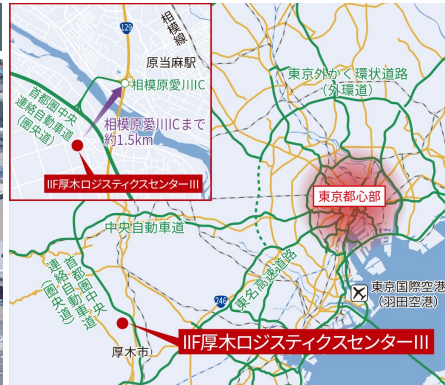 129
相模線
原当麻駅
相模原愛川IC
首都圏中央
連絡自動車道
（圏央道）
相模原愛川ICまで
約1.5km
IIF厚木ロジスティクスセンターIII
東京外かく環状道路
（外環道）
東京都心部
中央自動車道
首都圏中央
連絡自動車道
（圏央道）
246
東名高速道路
東京国際空港
（羽田空港）
IIF厚木ロジスティクスセンターIII
厚木市